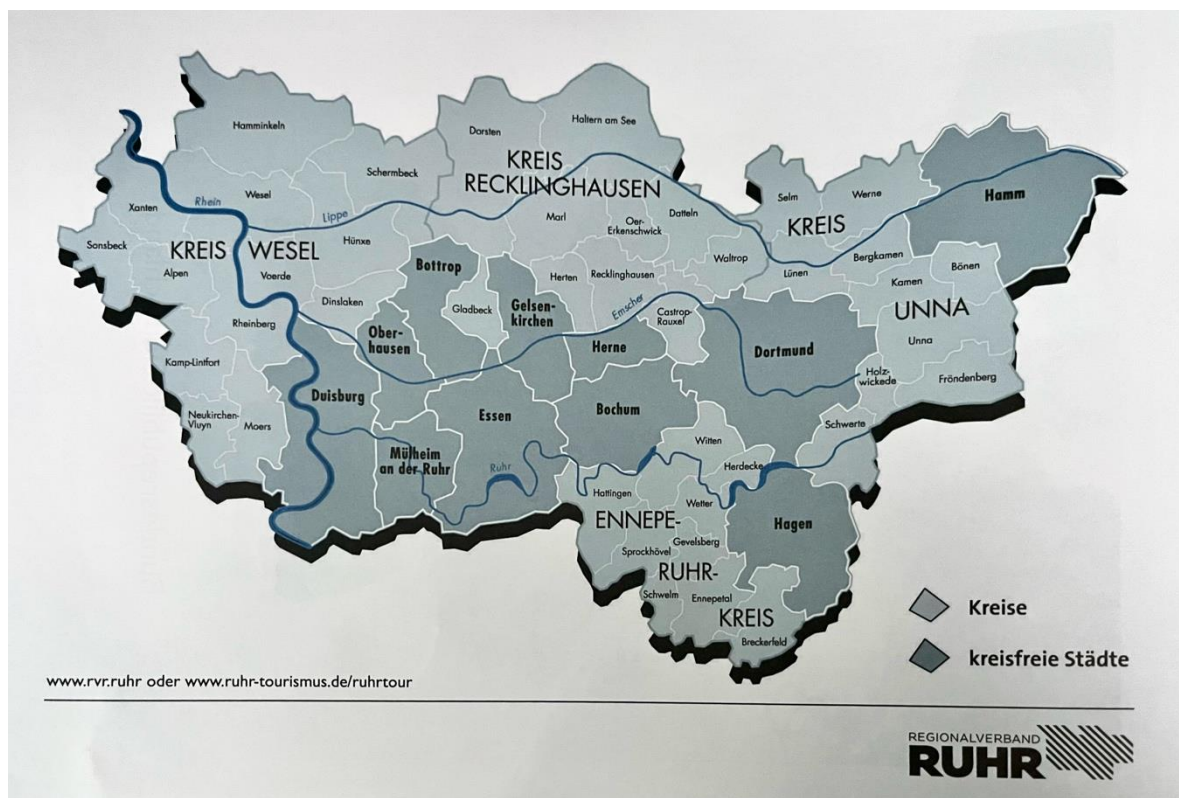 Hamminkeln
Dorsten
Haltern am See
KREIS
RECKLINGHAUSEN
Schermbeck
Wesel
Rhein
Xanten
Lippe
Marl
Oer-
Erkenschwick
Datteln
Selm
Werne
Hamm
KREIS
Sonsbeck
KREIS WESEL
Hünxe
Alpen
Voerde
Bottrop
Herten
Recklinghausen
Waltrop
Lünen
Bergkamen
Bönen
Kamen
Dinslaken
Gladbeck
Gelsen-
kirchen
Emscher
Castrop-
Rauxel
UNNA
Rheinberg
Ober-
hausen
Herne
Dortmund
Unna
Kamp-Lintfort
Holz-
wickede
Fröndenberg
Duisburg
Essen
Bochum
Neukirchen-
Vluyn
Moers
Schwerte
Witten
Mülheim
an der Ruhr
Ruhr
Herdecke
Hattingen
Wetter
ENNEPE-
Hagen
Gevelsberg
Sprockhövel
RUHR-
Schwelm
Ennepetal
KREIS
Breckerfeld
Kreise
kreisfreie Städte
www.rvr.ruhr oder www.ruhr-tourismus.de/ruhrtour
REGIONALVERBAND
RUHR